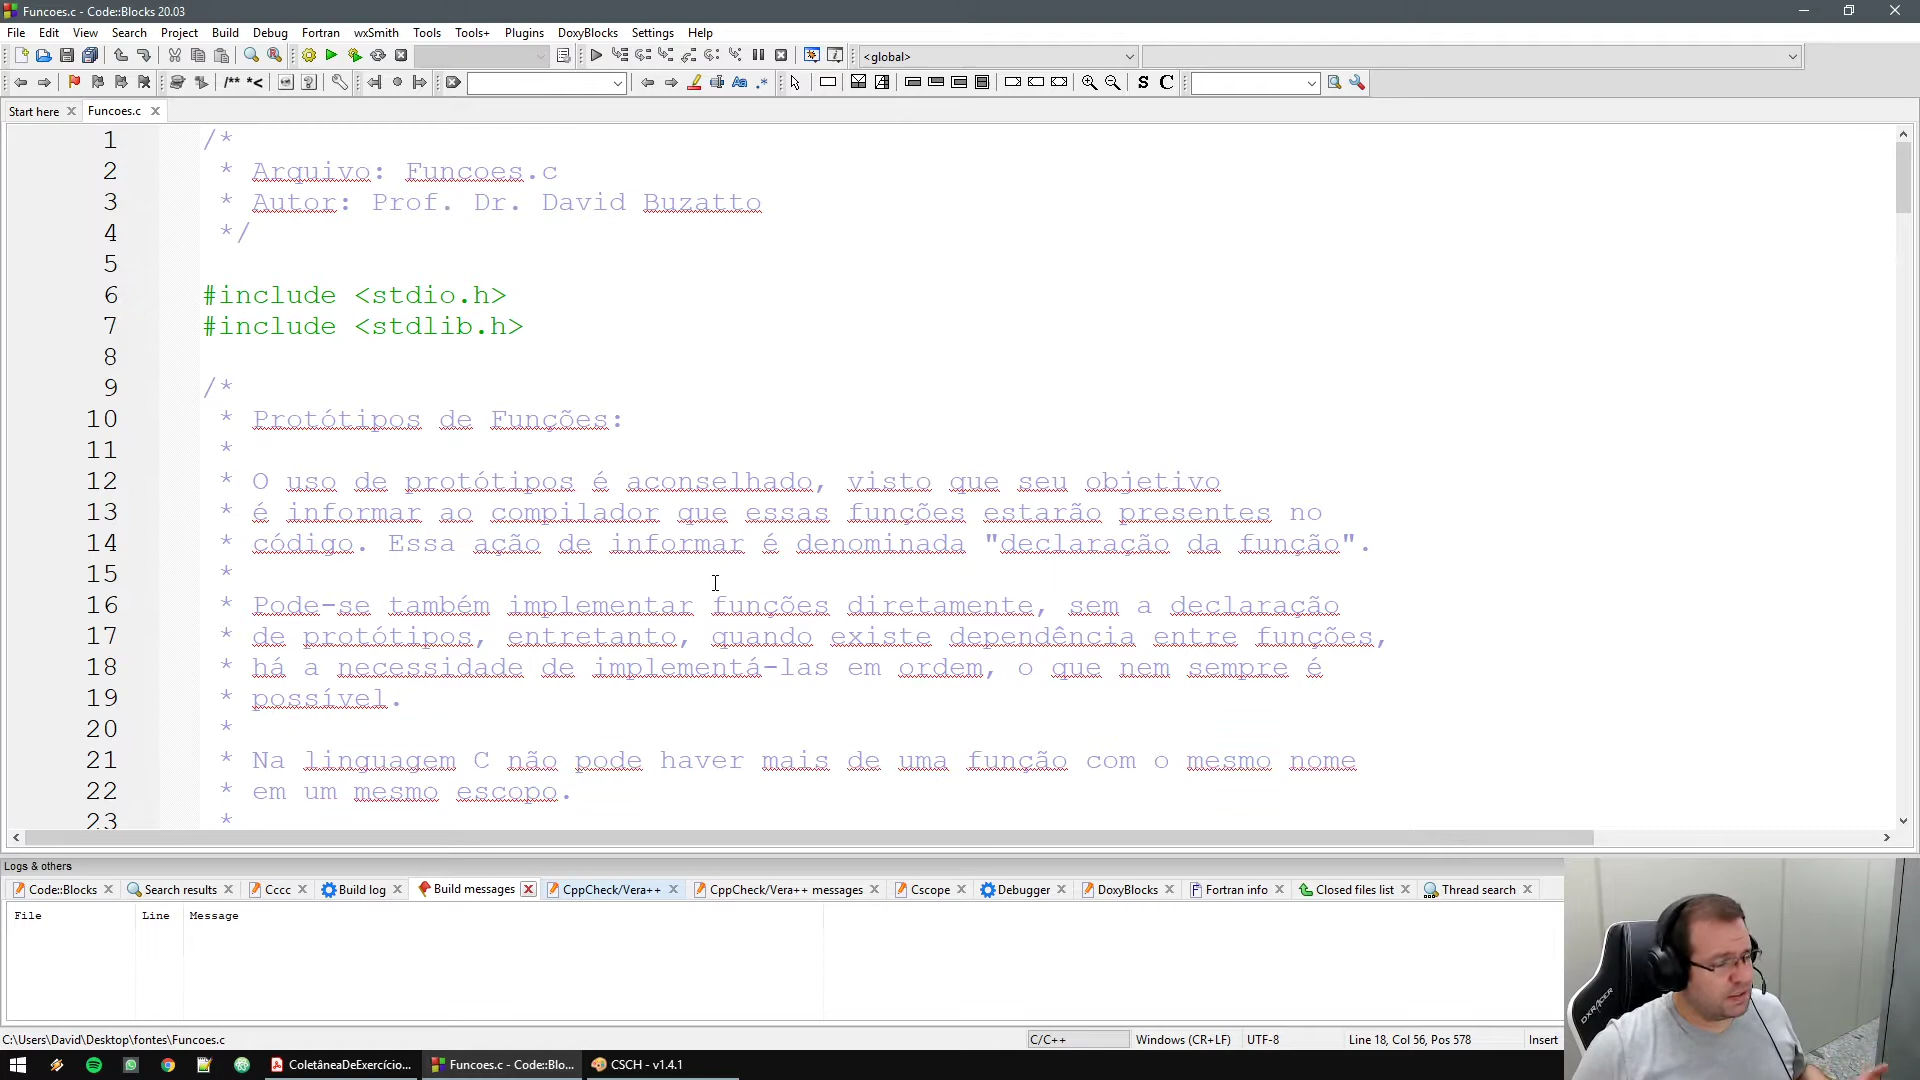 Funcoes.c - Code::Blocks 20.03
File Edit View Search Project Build Debug Fortran wxSmith Tools Tools+ Plugins DoxyBlocks Settings Help
<global>
/** *< S C
Start here Funcoes.c
1 /*
2 * Arquivo: Funcoes.c
3 * Autor: Prof. Dr. David Buzatto
4 */
5
6 #include <stdio.h>
7 #include <stdlib.h>
8
9 /*
10 * Protótipos de Funções:
11 *
12 * O uso de protótipos é aconselhado, visto que seu objetivo
13 * é informar ao compilador que essas funções estarão presentes no
14 * código. Essa ação de informar é denominada "declaração da função".
15 *
16 * Pode-se também implementar funções diretamente, sem a declaração
17 * de protótipos, entretanto, quando existe dependência entre funções,
18 * há a necessidade de implementá-las em ordem, o que nem sempre é
19 * possível.
20 *
21 * Na linguagem C não pode haver mais de uma função com o mesmo nome
22 * em um mesmo escopo.
23 *
Logs & others
Code::Blocks Search results Cccc Build log Build messages CppCheck/Vera++ CppCheck/Vera++ messages Cscope Debugger DoxyBlocks Fortran info Closed files list Thread search
File Line Message
DXRACER
C:\Users\David\Desktop\fontes\Funcoes.c C/C++ Windows (CR+LF) UTF-8 Line 18, Col 56, Pos 578 Insert
ColetâneaDeExercício... Funcoes.c - Code::Blo... CSCH - v1.4.1